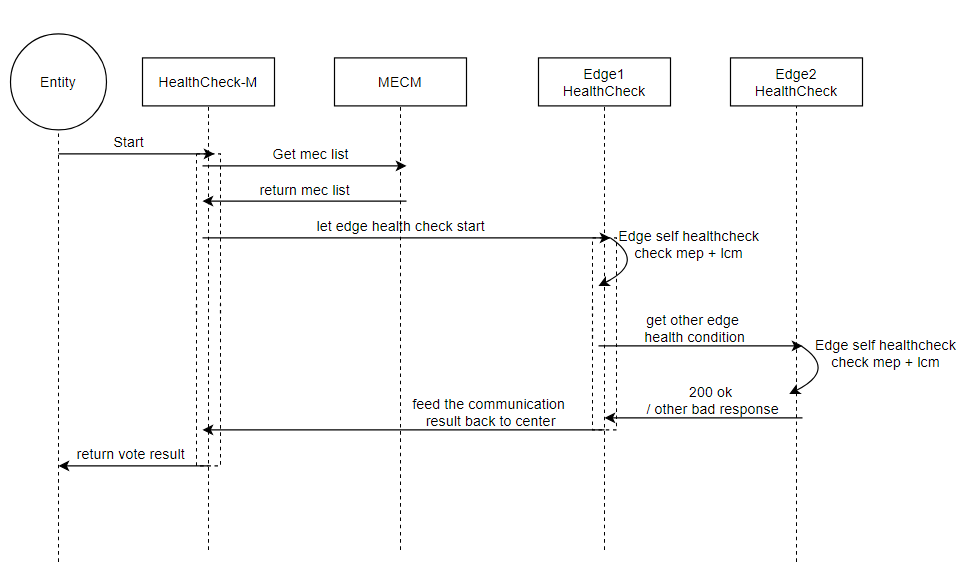 Entity
HealthCheck-M
MECM
Edge1
HealthCheck
Edge2
HealthCheck
Start
Get mec list
return mec list
let edge health check start
Edge self healthcheck
check mep + lcm
get other edge
health condition
Edge self healthcheck
check mep + lcm
200 ok
/ other bad response
feed the communication
result back to center
return vote result